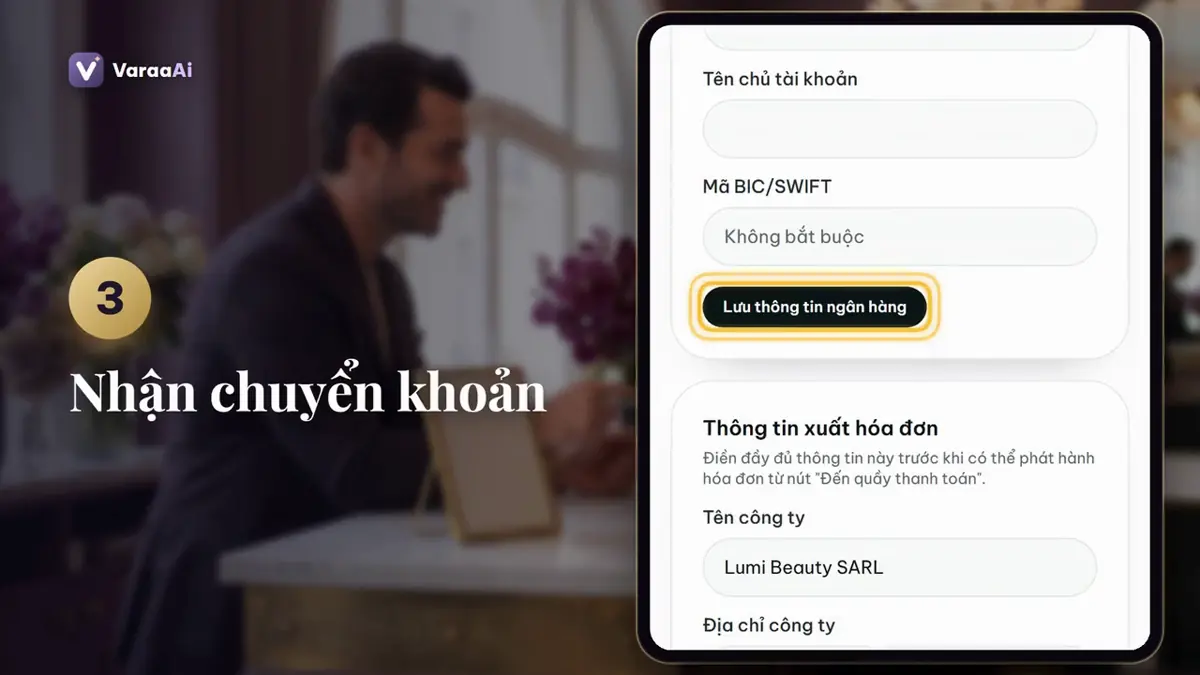 VaraaAi
3
Nhận chuyển khoản
Tên chủ tài khoản
Mã BIC/SWIFT
Không bắt buộc
Lưu thông tin ngân hàng
Thông tin xuất hóa đơn
Điền đầy đủ thông tin này trước khi có thể phát hành
hóa đơn từ nút "Đến quầy thanh toán".
Tên công ty
Lumi Beauty SARL
Địa chỉ công ty